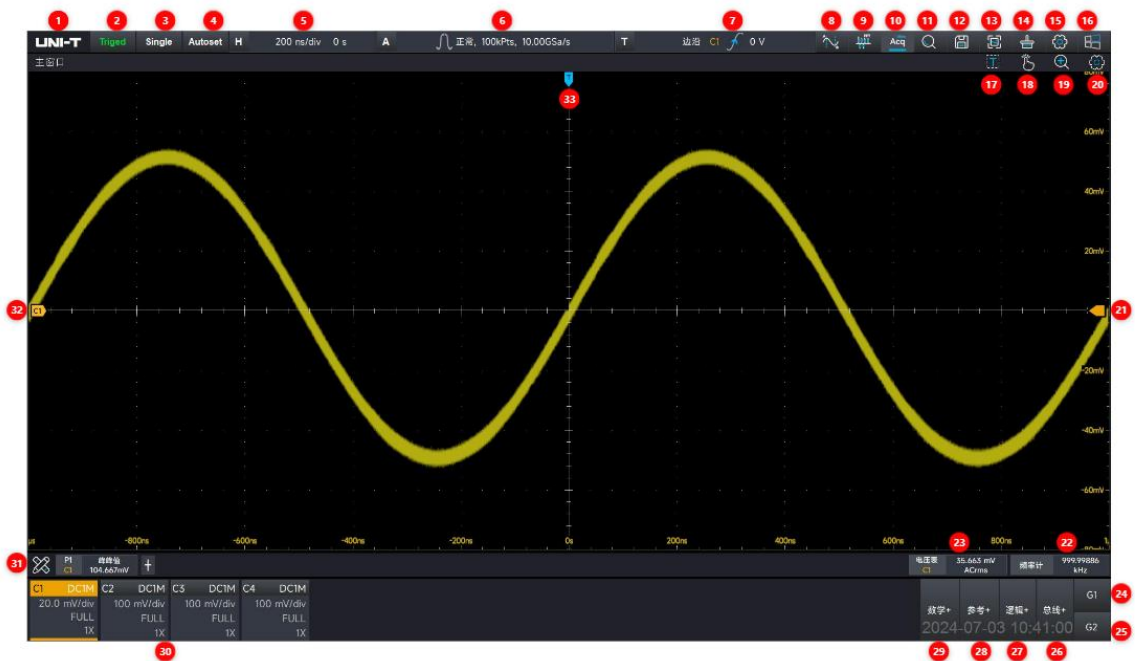 1 2 3 4 5 6 7 8 9 10 11 12 13 14 15 16
UNI-T Triged Single Autoset H 200 ns/div 0 s A 正常, 100kPts, 10.00GSa/s T 边沿 C1 0 V Acq
主窗口
T
17 18 19 20
T
33
80mV
60mV
40mV
20mV
32 C1 21
-20mV
-40mV
-60mV
-80mV
µs -800ns -600ns -400ns -200ns 0s 200ns 400ns 600ns 800ns 1
23 22
31 P1 峰峰值 + 电压表 35.663 mV 频率计 999.99886
C1 104.667mV C1 ACrms kHz
C1 DC1M C2 DC1M C3 DC1M C4 DC1M G1 24
20.0 mV/div 100 mV/div 100 mV/div 100 mV/div
FULL FULL FULL FULL 数学+ 参考+ 逻辑+ 总线+
1X 1X 1X 1X 2024-07-03 10:41:00 G2 25
30 29 28 27 26